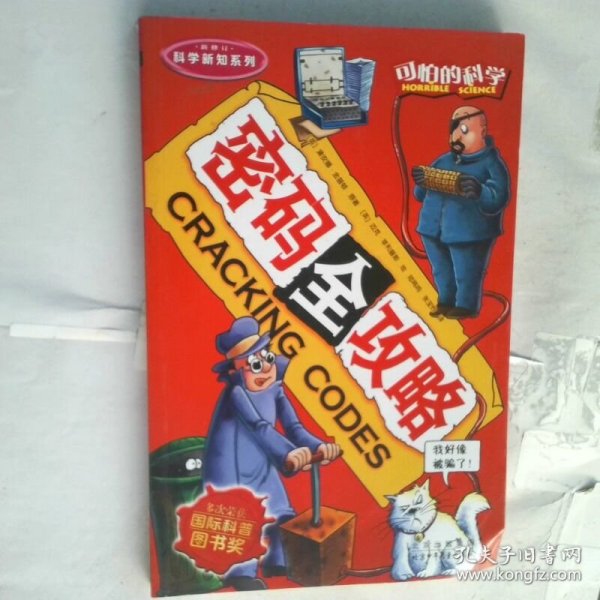 新修订
科学新知系列
可怕的科学
HORRIBLE SCIENCE
密码全攻略
CRACKING CODES
我好像
被骗了！
多次荣获
国际科普
图书奖
孔夫子旧书网
www.kongfz.com